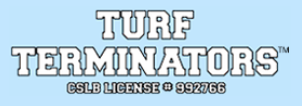 TURF
TERMINATORS™
CSLB LICENSE # 992766